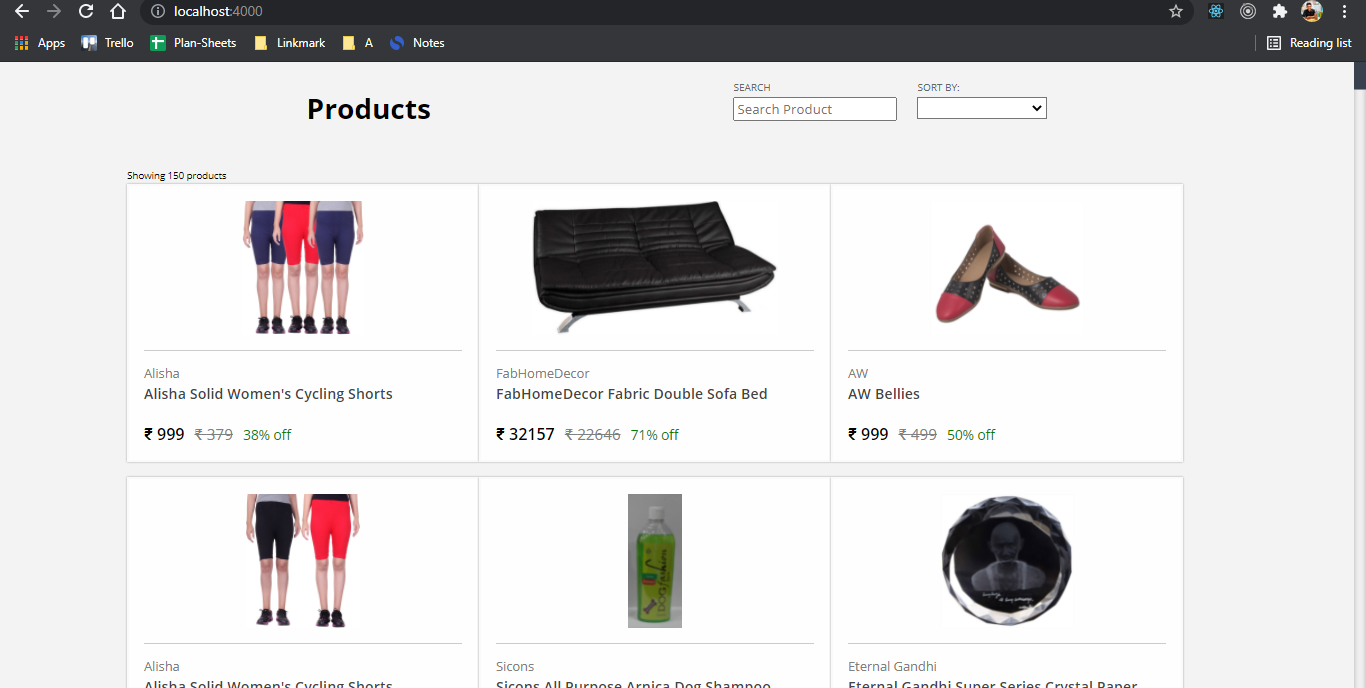 localhost:4000
Apps Trello Plan-Sheets Linkmark A Notes Reading list
Products
SEARCH
Search Product
SORT BY:
Showing 150 products
Alisha
Alisha Solid Women's Cycling Shorts
₹ 999 ₹ 379 38% off
FabHomeDecor
FabHomeDecor Fabric Double Sofa Bed
₹ 32157 ₹ 22646 71% off
AW
AW Bellies
₹ 999 ₹ 499 50% off
DOG fashion
Alisha
Alisha Solid Women's Cycling Shorts
Sicons
Sicons All Purpose Arnica Dog Shampoo
Eternal Gandhi
Eternal Gandhi Super Series Crystal Paper